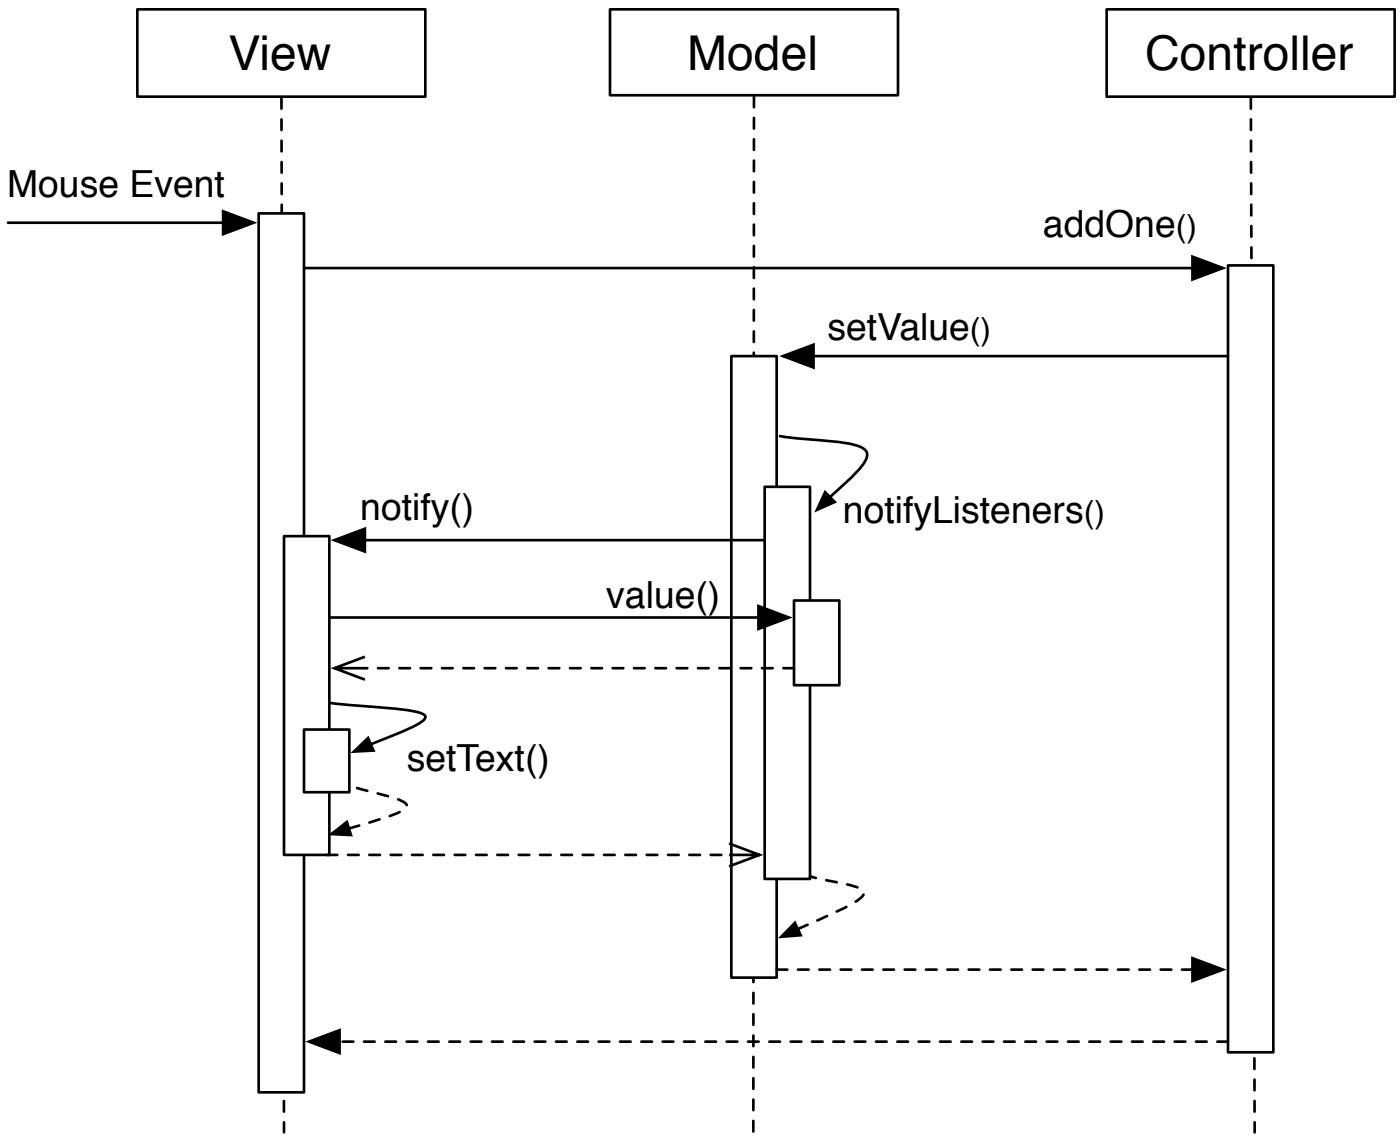 View
Model
Controller
Mouse Event
addOne()
setValue()
notify()
notifyListeners()
value()
setText()